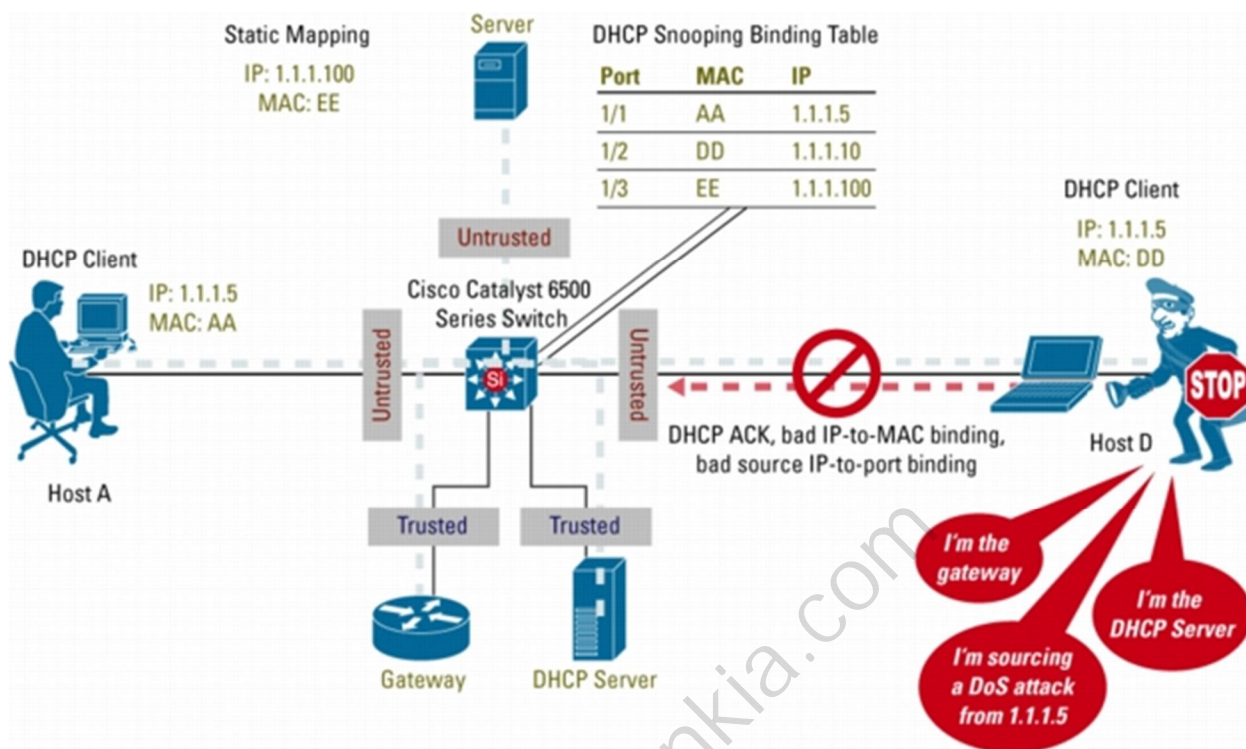 Static Mapping
IP: 1.1.1.100
MAC: EE
Server
DHCP Snooping Binding Table
Port MAC IP
1/1 AA 1.1.1.5
1/2 DD 1.1.1.10
1/3 EE 1.1.1.100
DHCP Client
IP: 1.1.1.5
MAC: DD
Untrusted
DHCP Client
IP: 1.1.1.5
MAC: AA
Cisco Catalyst 6500
Series Switch
Untrusted
Si
Untrusted
STOP
DHCP ACK, bad IP-to-MAC binding,
bad source IP-to-port binding
Host D
Host A
Trusted
Trusted
I'm the
gateway
I'm the
DHCP Server
I'm sourcing
a DoS attack
from 1.1.1.5
Gateway
DHCP Server
nkia.com